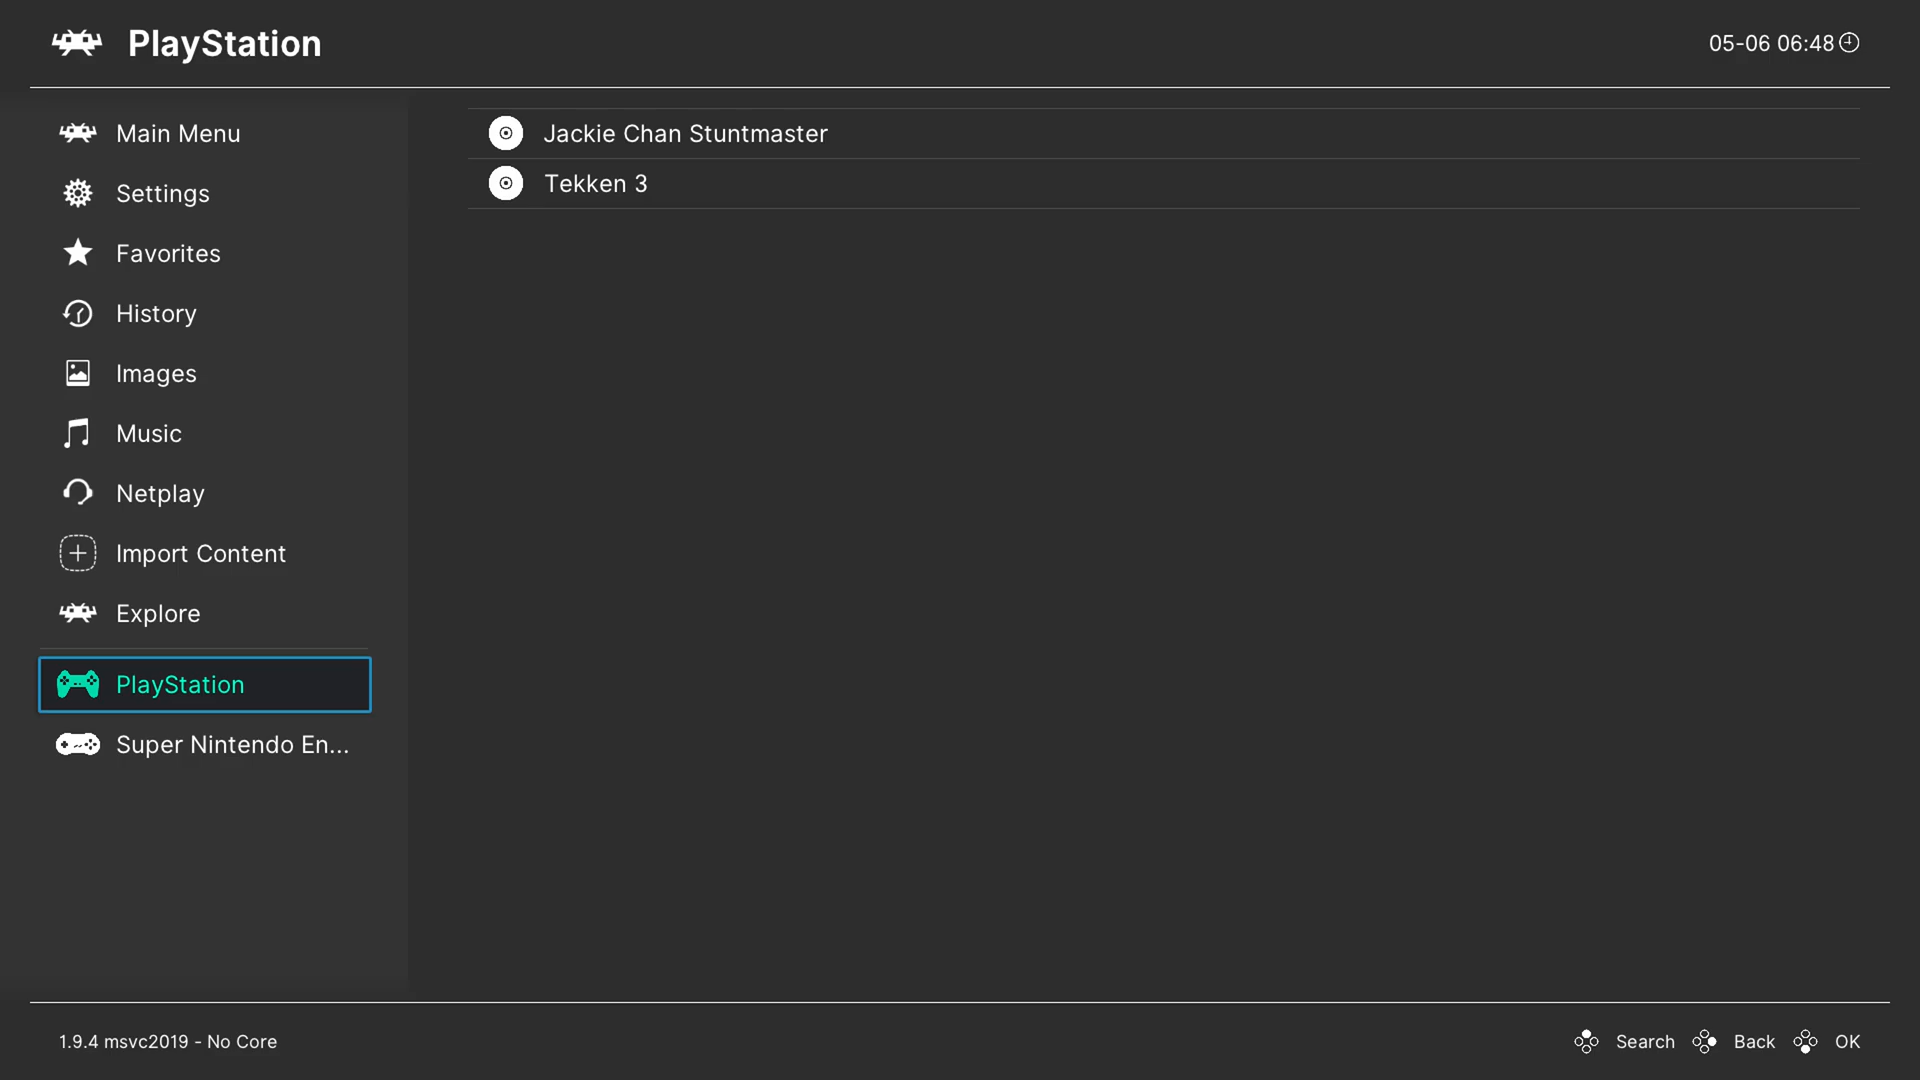 PlayStation
05-06 06:48
Main Menu
Settings
Favorites
History
Images
Music
Netplay
Import Content
Explore
PlayStation
Super Nintendo En...
Jackie Chan Stuntmaster
Tekken 3
1.9.4 msvc2019 - No Core
Search Back OK